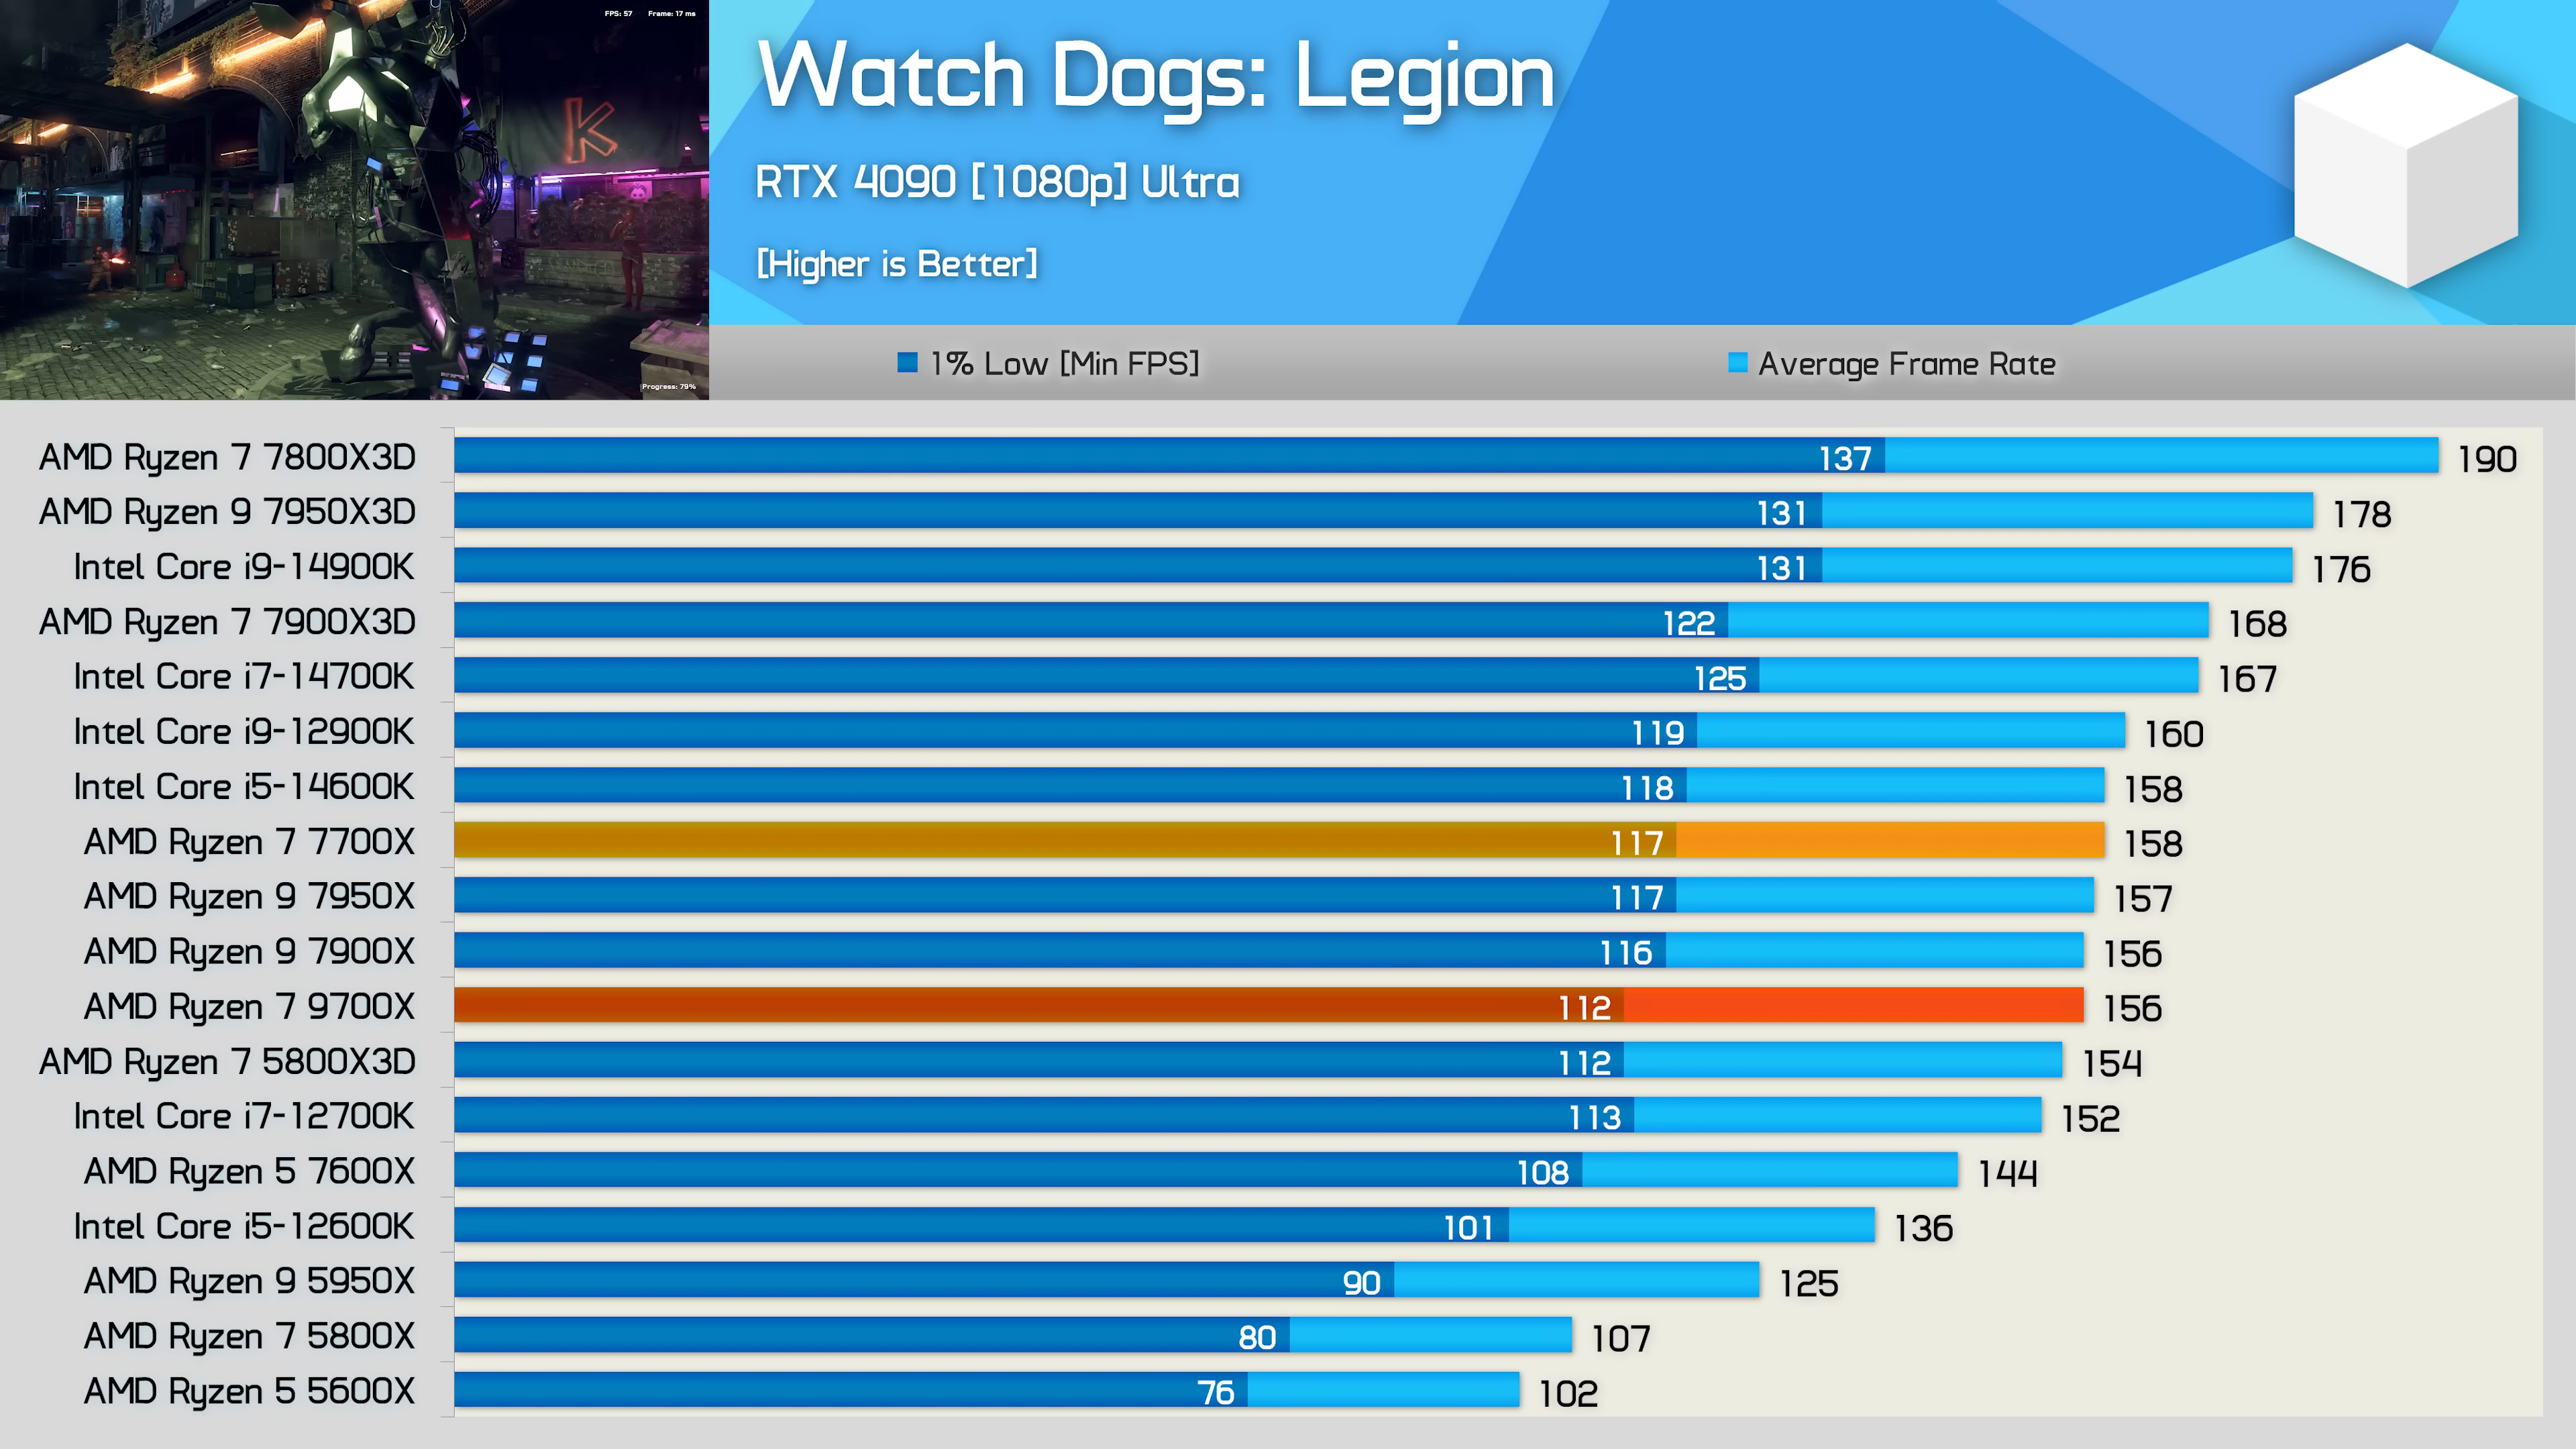 FPS: 57 Frame: 17 ms
Watch Dogs: Legion
RTX 4090 [1080p] Ultra
[Higher is Better]
K
1% Low [Min FPS] Average Frame Rate
Progress: 79%
AMD Ryzen 7 7800X3D 137 190
AMD Ryzen 9 7950X3D 131 178
Intel Core i9-14900K 131 176
AMD Ryzen 7 7900X3D 122 168
Intel Core i7-14700K 125 167
Intel Core i9-12900K 119 160
Intel Core i5-14600K 118 158
AMD Ryzen 7 7700X 117 158
AMD Ryzen 9 7950X 117 157
AMD Ryzen 9 7900X 116 156
AMD Ryzen 7 9700X 112 156
AMD Ryzen 7 5800X3D 112 154
Intel Core i7-12700K 113 152
AMD Ryzen 5 7600X 108 144
Intel Core i5-12600K 101 136
AMD Ryzen 9 5950X 90 125
AMD Ryzen 7 5800X 80 107
AMD Ryzen 5 5600X 76 102